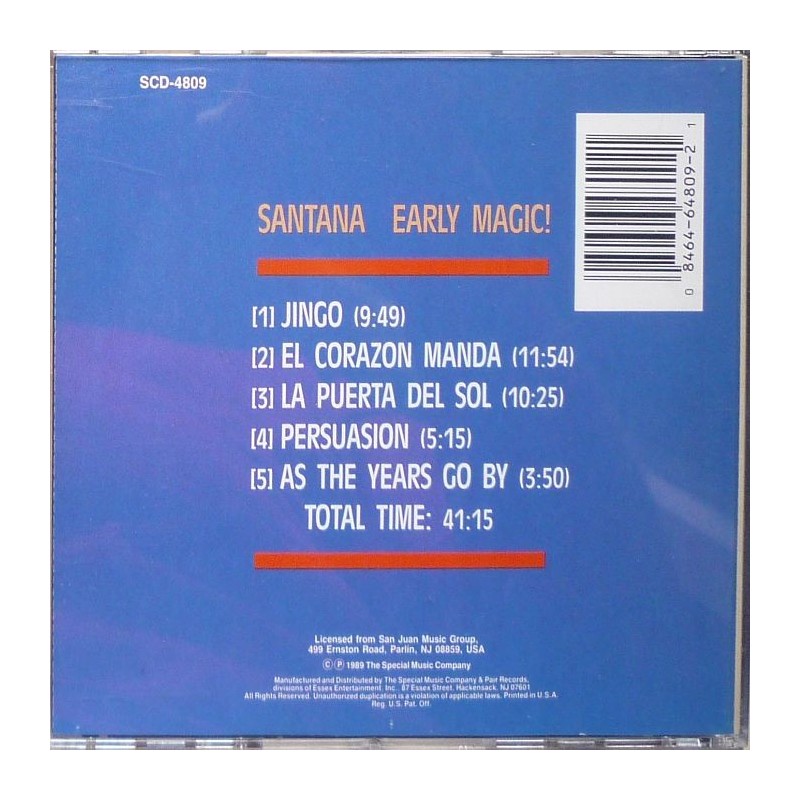 SCD-4809
0 8464-64809-2 1
SANTANA EARLY MAGIC!
[1] JINGO (9:49)
[2] EL CORAZON MANDA (11:54)
[3] LA PUERTA DEL SOL (10:25)
[4] PERSUASION (5:15)
[5] AS THE YEARS GO BY (3:50)
TOTAL TIME: 41:15
Licensed from San Juan Music Group,
499 Ernston Road, Parlin, NJ 08859, USA
© ℗ 1989 The Special Music Company
Manufactured and Distributed by The Special Music Company & Pair Records,
divisions of Essex Entertainment, Inc. 87 Essex Street, Hackensack, NJ 07601
All Rights Reserved. Unauthorized duplication is a violation of applicable laws. Printed in U.S.A.
Reg. U.S. Pat. Off.